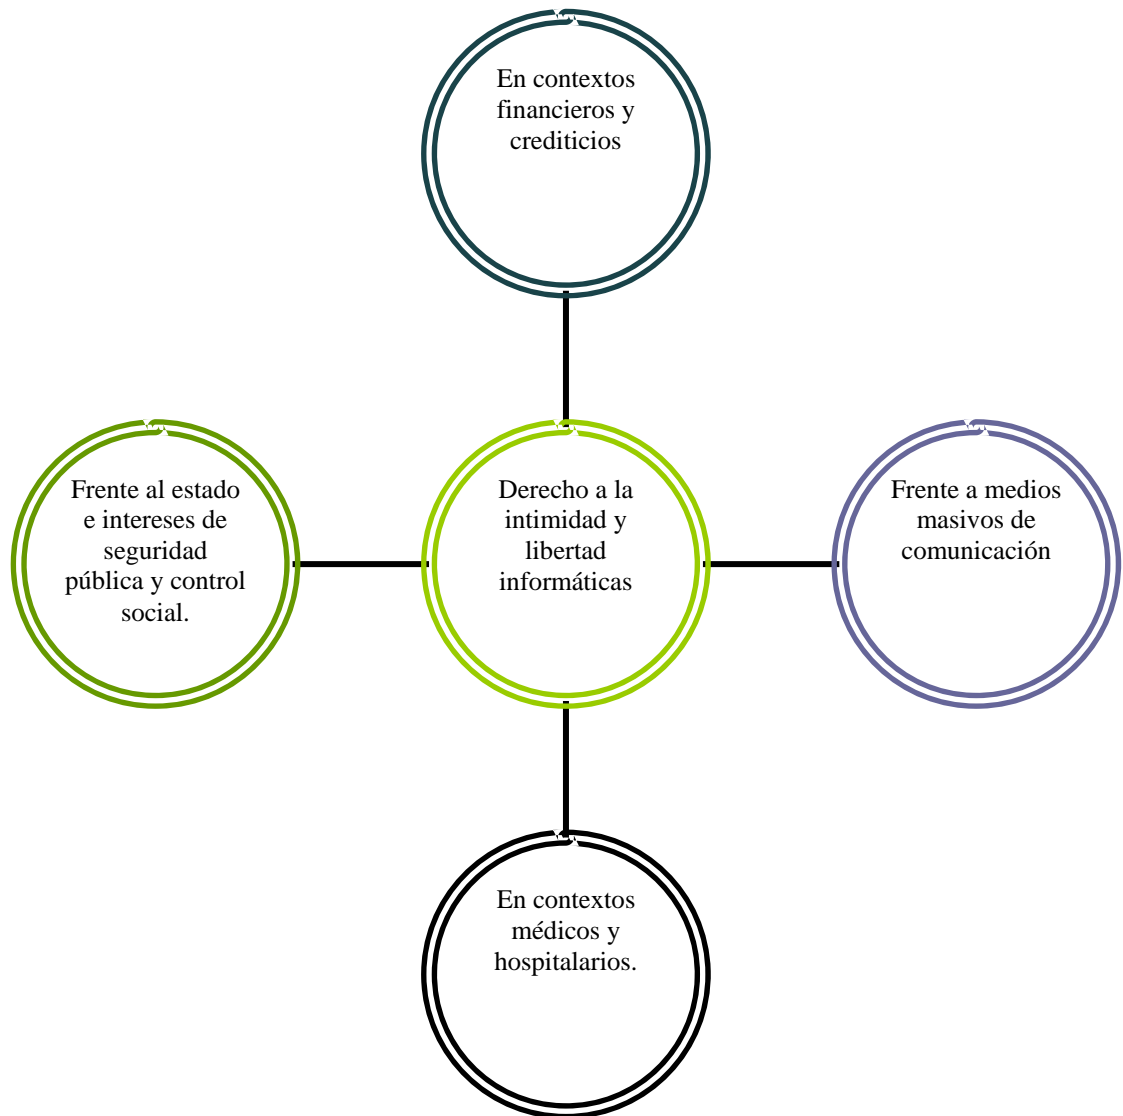 En contextos
financieros y
crediticios
Frente al estado
e intereses de
seguridad
pública y control
social.
Derecho a la
intimidad y
libertad
informáticas
Frente a medios
masivos de
comunicación
En contextos
médicos y
hospitalarios.